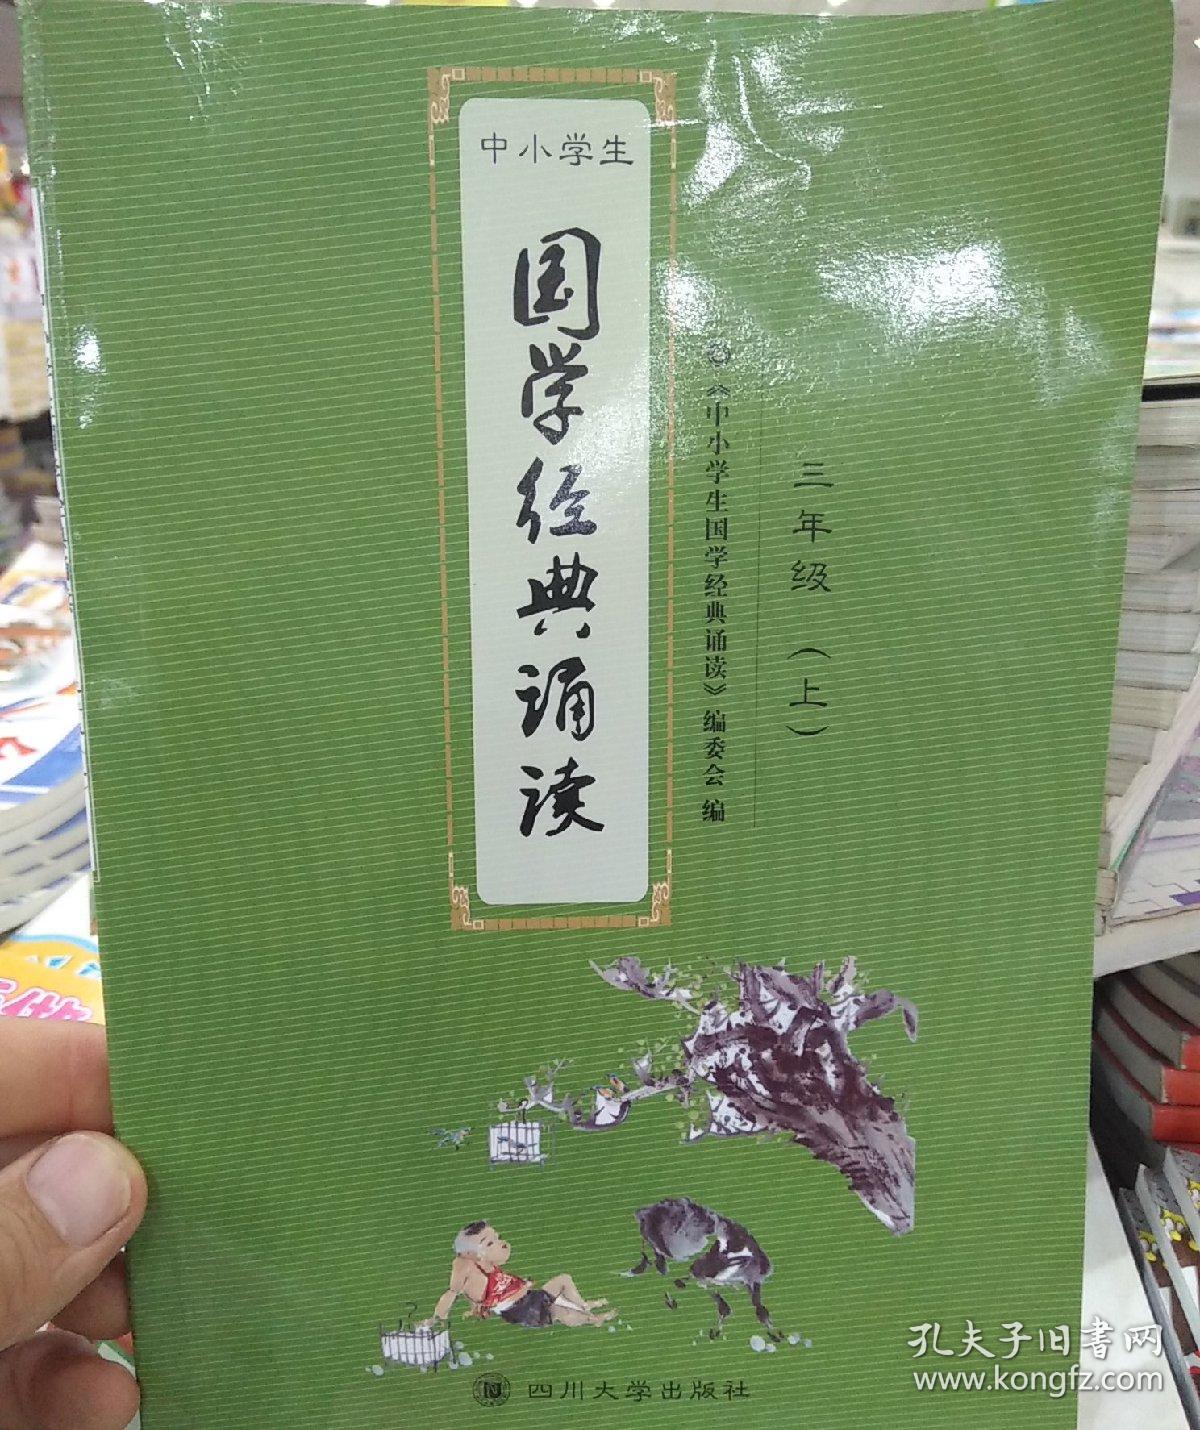 中小学生
国学经典诵读
三年级（上）
《中小学生国学经典诵读》编委会 编
四川大学出版社
孔夫子旧书网
www.kongfz.com